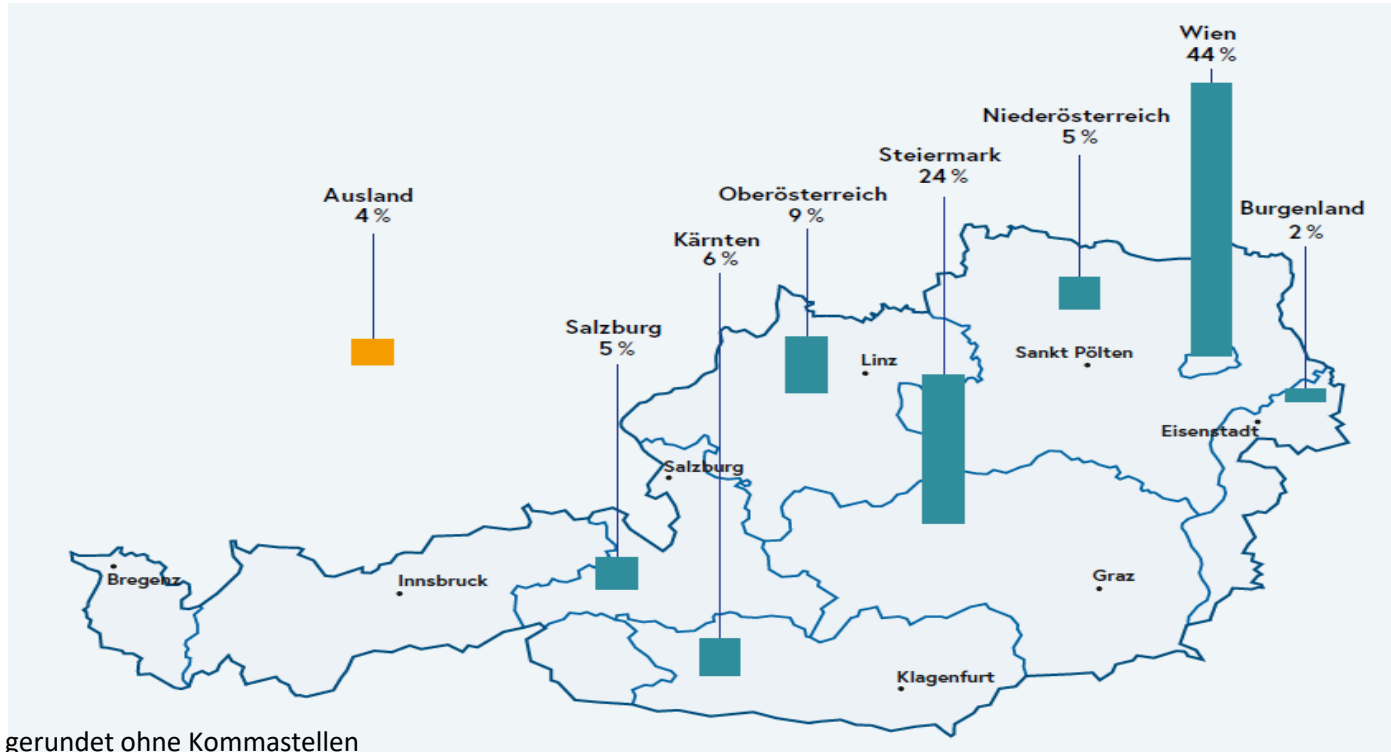 Wien
44 %
Niederösterreich
5 %
Steiermark
24 %
Ausland
4 %
Oberösterreich
9 %
Burgenland
2 %
Kärnten
6 %
Salzburg
5 %
Linz
Sankt Pölten
Eisenstadt
Salzburg
Bregenz
Innsbruck
Graz
Klagenfurt
gerundet ohne Kommastellen